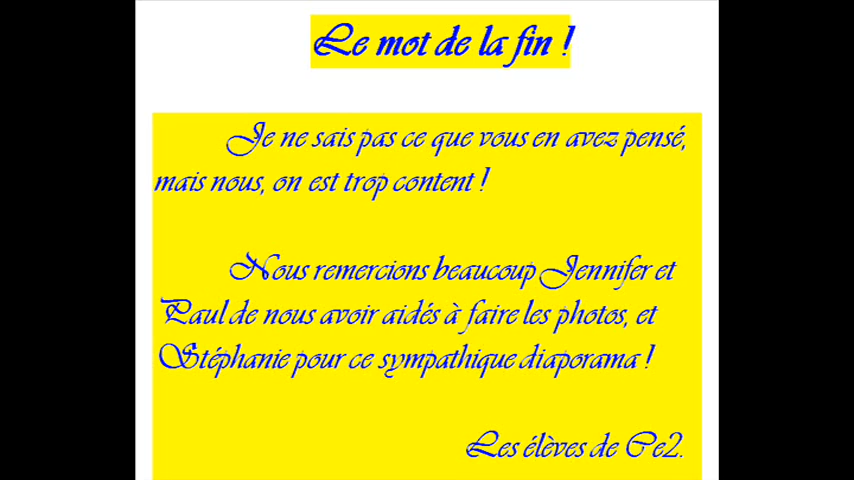 Le mot de la fin !
Je ne sais pas ce que vous en avez pensé,
mais nous, on est trop content !
Nous remercions beaucoup Jennifer et
Paul de nous avoir aidés à faire les photos, et
Stéphanie pour ce sympathique diaporama !
Les élèves de Ce2.